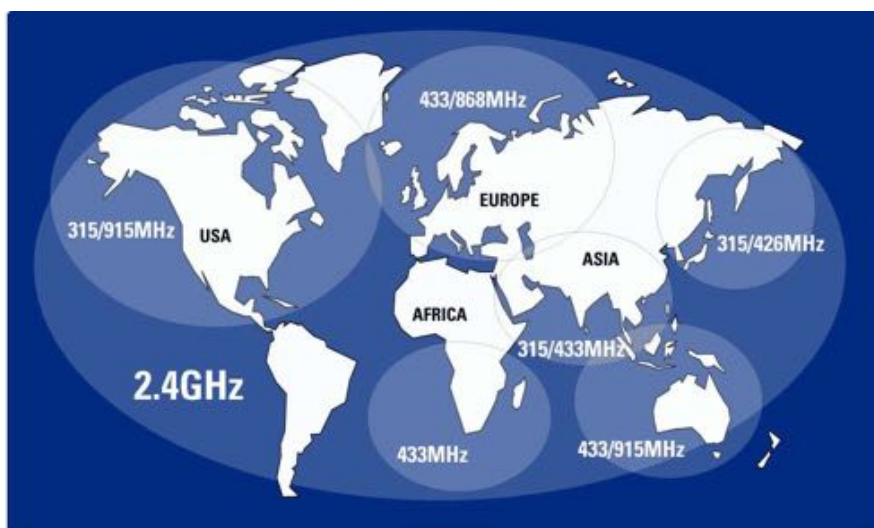 433/868MHz
EUROPE
315/915MHz
USA
315/426MHz
ASIA
AFRICA
315/433MHz
2.4GHz
433MHz
433/915MHz